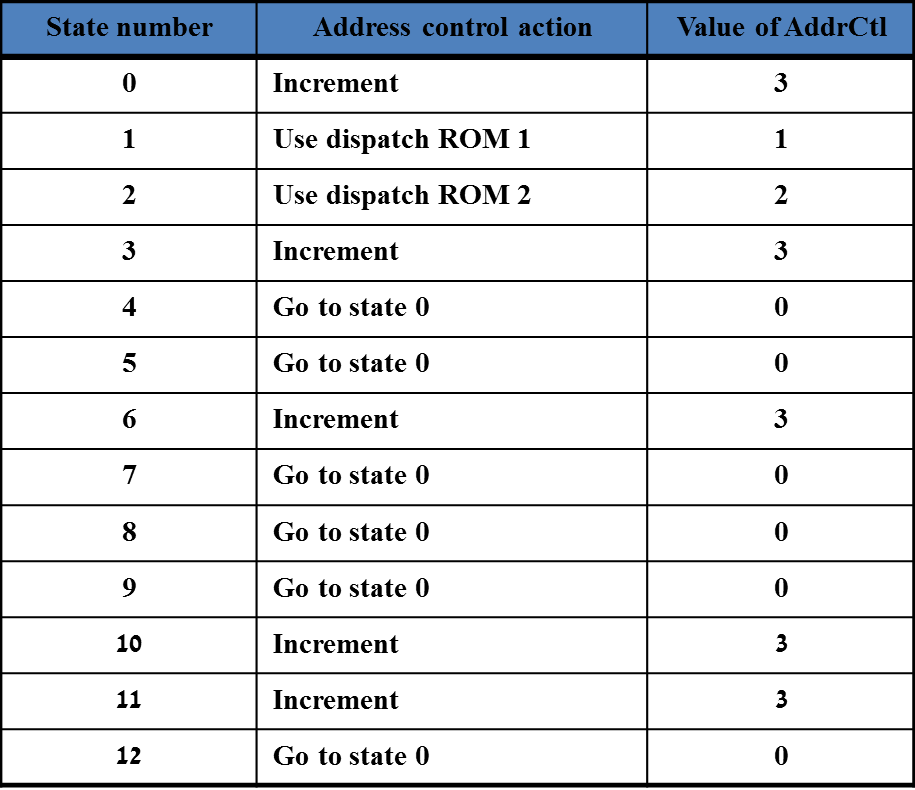 State number Address control action Value of AddrCtl
0 Increment 3
1 Use dispatch ROM 1 1
2 Use dispatch ROM 2 2
3 Increment 3
4 Go to state 0 0
5 Go to state 0 0
6 Increment 3
7 Go to state 0 0
8 Go to state 0 0
9 Go to state 0 0
10 Increment 3
11 Increment 3
12 Go to state 0 0